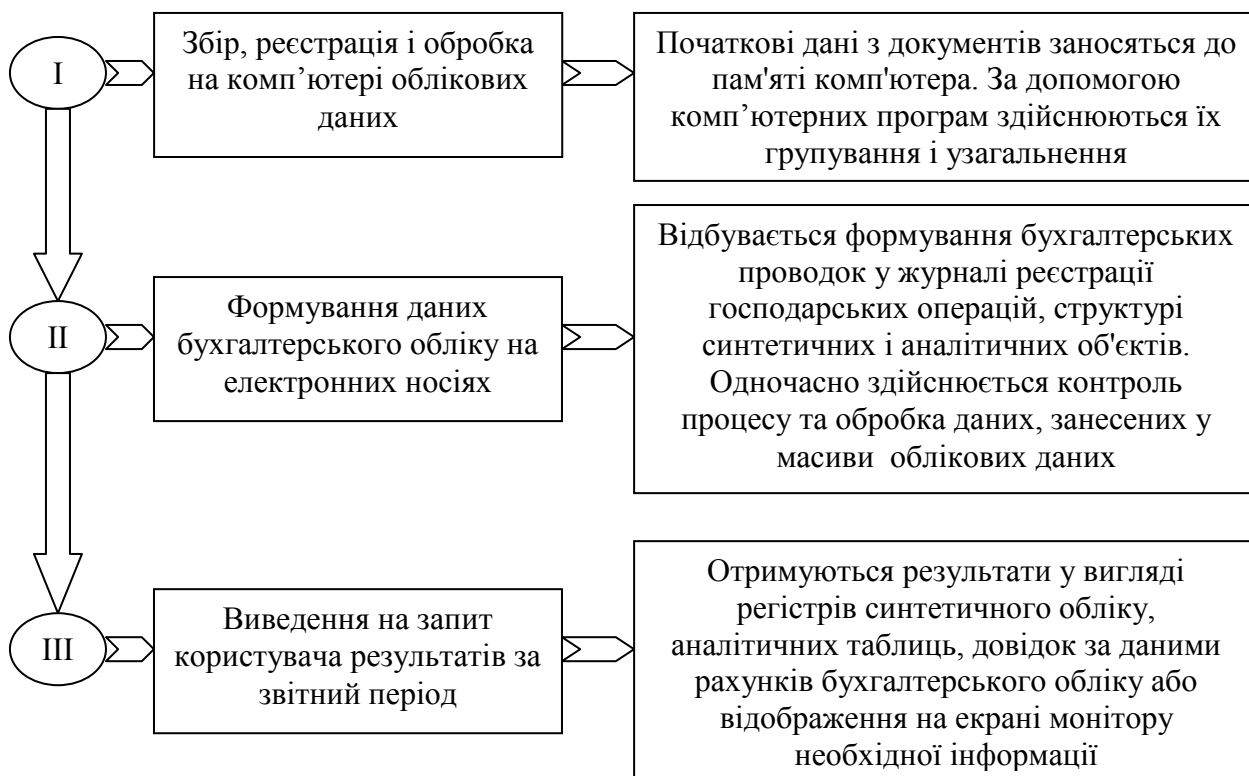 I
Збір, реєстрація і обробка
на комп’ютері облікових
даних
Початкові дані з документів заносяться до
пам'яті комп'ютера. За допомогою
комп’ютерних програм здійснюються їх
групування і узагальнення
II
Формування даних
бухгалтерського обліку на
електронних носіях
Відбувається формування бухгалтерських
проводок у журналі реєстрації
господарських операцій, структурі
синтетичних і аналітичних об'єктів.
Одночасно здійснюється контроль
процесу та обробка даних, занесених у
масиви облікових даних
III
Виведення на запит
користувача результатів за
звітний період
Отримуються результати у вигляді
регістрів синтетичного обліку,
аналітичних таблиць, довідок за даними
рахунків бухгалтерського обліку або
відображення на екрані монітору
необхідної інформації